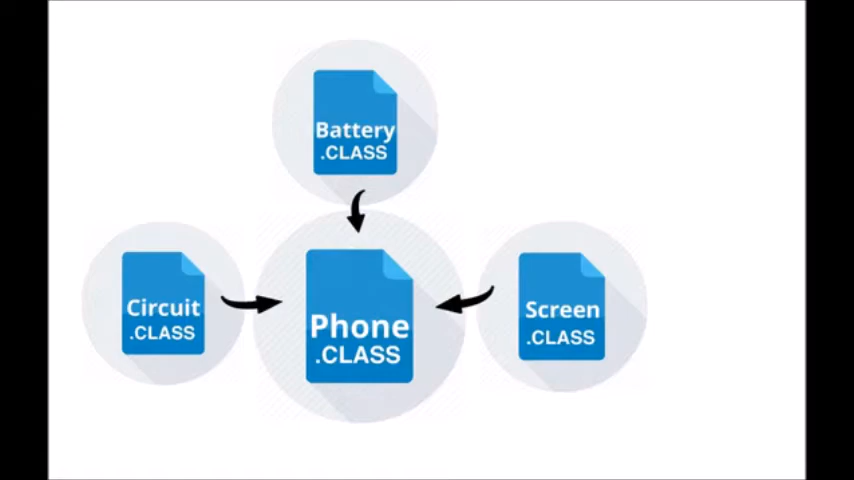 Battery
.CLASS
Circuit
.CLASS
Phone
.CLASS
Screen
.CLASS